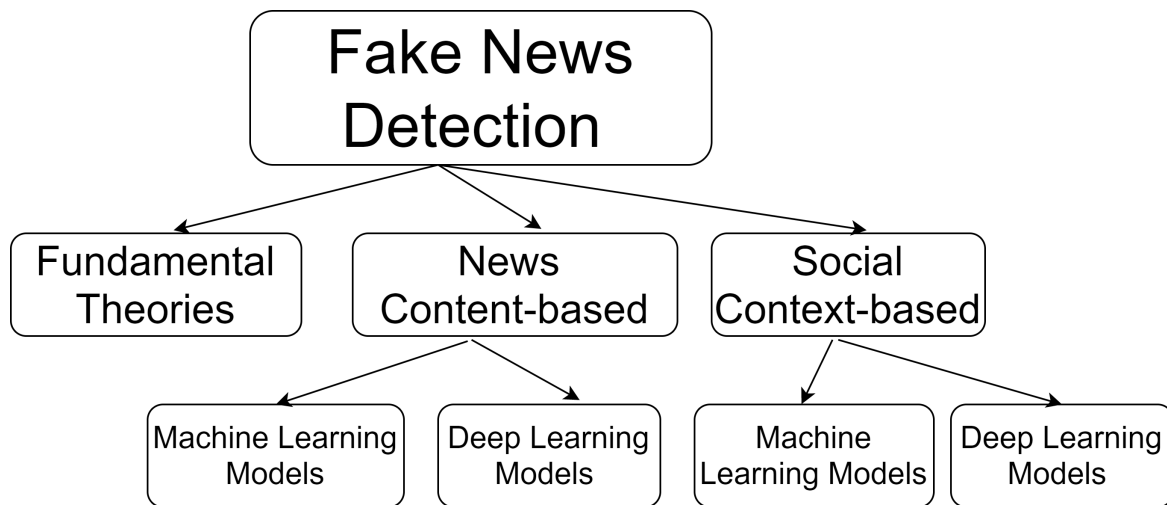 Fake News
Detection
Fundamental
Theories
News
Content-based
Social
Context-based
Machine Learning
Models
Deep Learning
Models
Machine
Learning Models
Deep Learning
Models